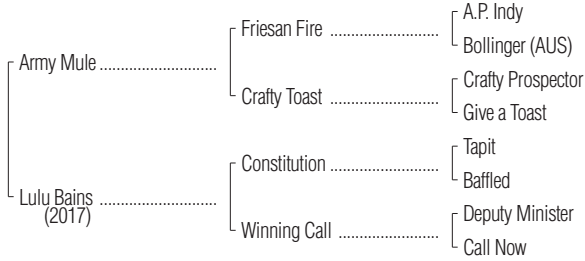 A.P. Indy
Friesan Fire ..............................
Bollinger (AUS)
Army Mule .................................
Crafty Prospector
Crafty Toast ..............................
Give a Toast
Tapit
Constitution ..............................
Baffled
Lulu Bains .................................
(2017)
Deputy Minister
Winning Call ............................
Call Now